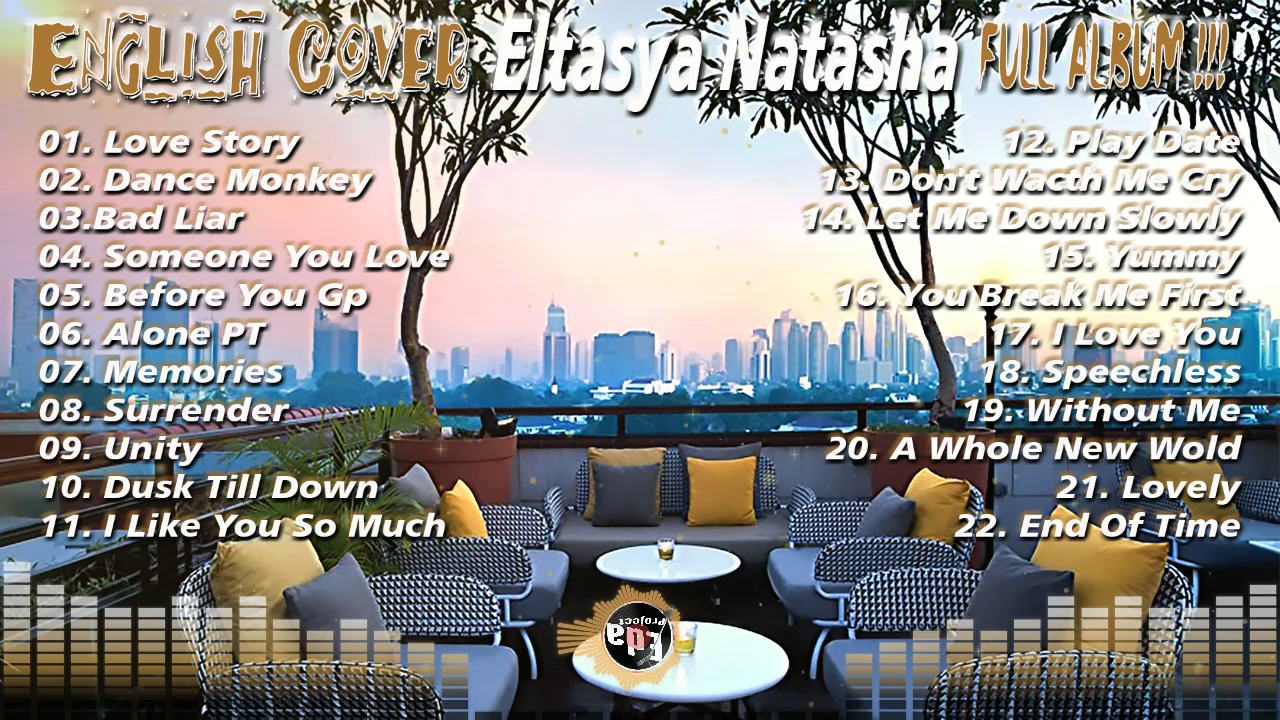 ENGLISH COVER Eltasya Natasha FULL ALBUM !!!
01. Love Story
02. Dance Monkey
03.Bad Liar
04. Someone You Love
05. Before You Gp
06. Alone PT
07. Memories
08. Surrender
09. Unity
10. Dusk Till Down
11. I Like You So Much
12. Play Date
13. Don't Wacth Me Cry
14. Let Me Down Slowly
15. Yummy
16. You Break Me First
17. I Love You
18. Speechless
19. Without Me
20. A Whole New Wold
21. Lovely
22. End Of Time
Project